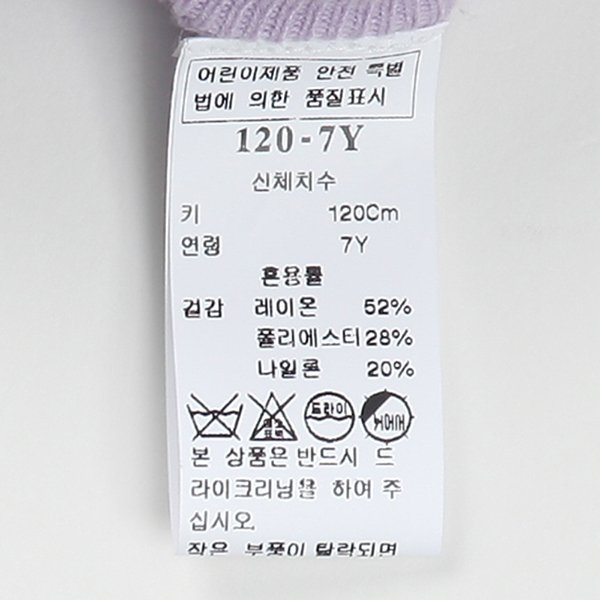 어린이제품 안전 특별
법에 의한 품질표시
120-7Y
신체치수
키 120Cm
연령 7Y
혼용률
겉감 레이온 52%
폴리에스터 28%
나일론 20%
드라이
본 상품은 반드시 드
라이크리닝을 하여 주
십시오.
작은 부품이 탈락되면